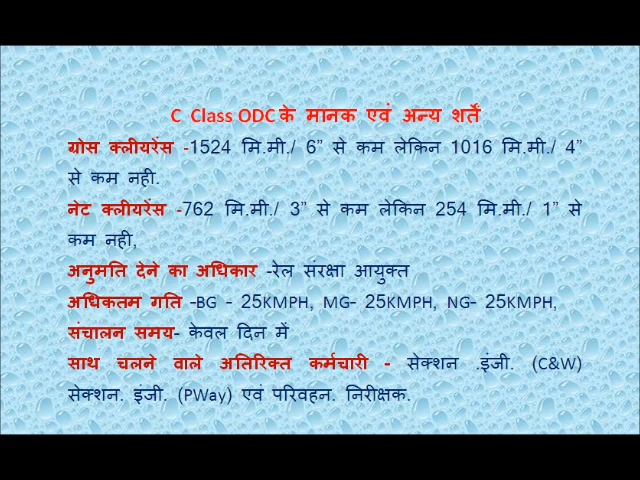 C Class ODC के मानक एवं अन्य शर्तें
ग्रोस क्लीयरेंस -1524 मि.मी./ 6” से कम लेकिन 1016 मि.मी./ 4”
से कम नही.
नेट क्लीयरेंस -762 मि.मी./ 3” से कम लेकिन 254 मि.मी./ 1” से
कम नही,
अनुमति देने का अधिकार -रेल संरक्षा आयुक्त
अधिकतम गति -BG - 25KMPH, MG- 25KMPH, NG- 25KMPH,
संचालन समय- केवल दिन में
साथ चलने वाले अतिरिक्त कर्मचारी - सेक्शन .इंजी. (C&W)
सेक्शन. इंजी. (PWay) एवं परिवहन. निरीक्षक.